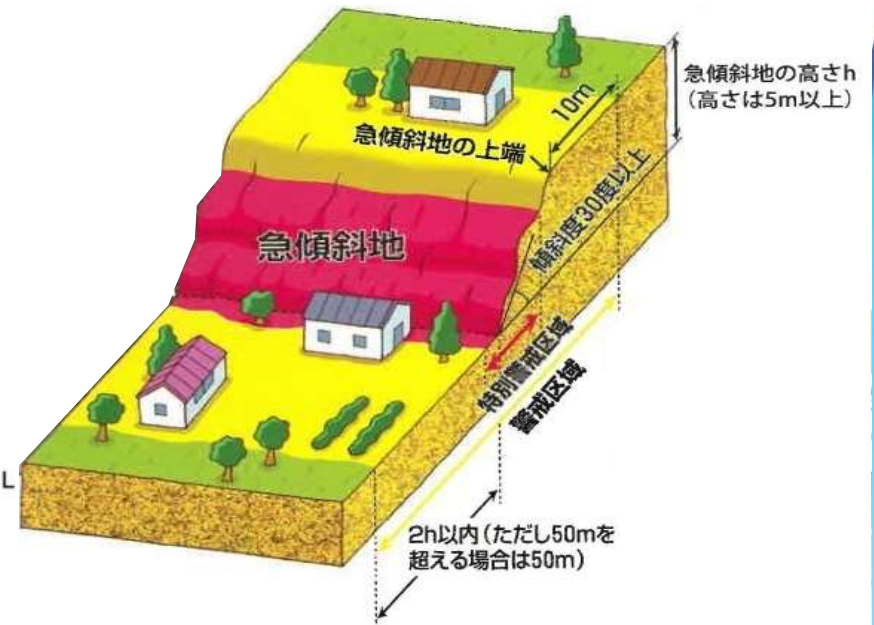 急傾斜地の高さh
（高さは5m以上）
10m
急傾斜地の上端
傾斜度30度以上
急傾斜地
特別警戒区域
警戒区域
L
2h以内（ただし50mを
超える場合は50m）